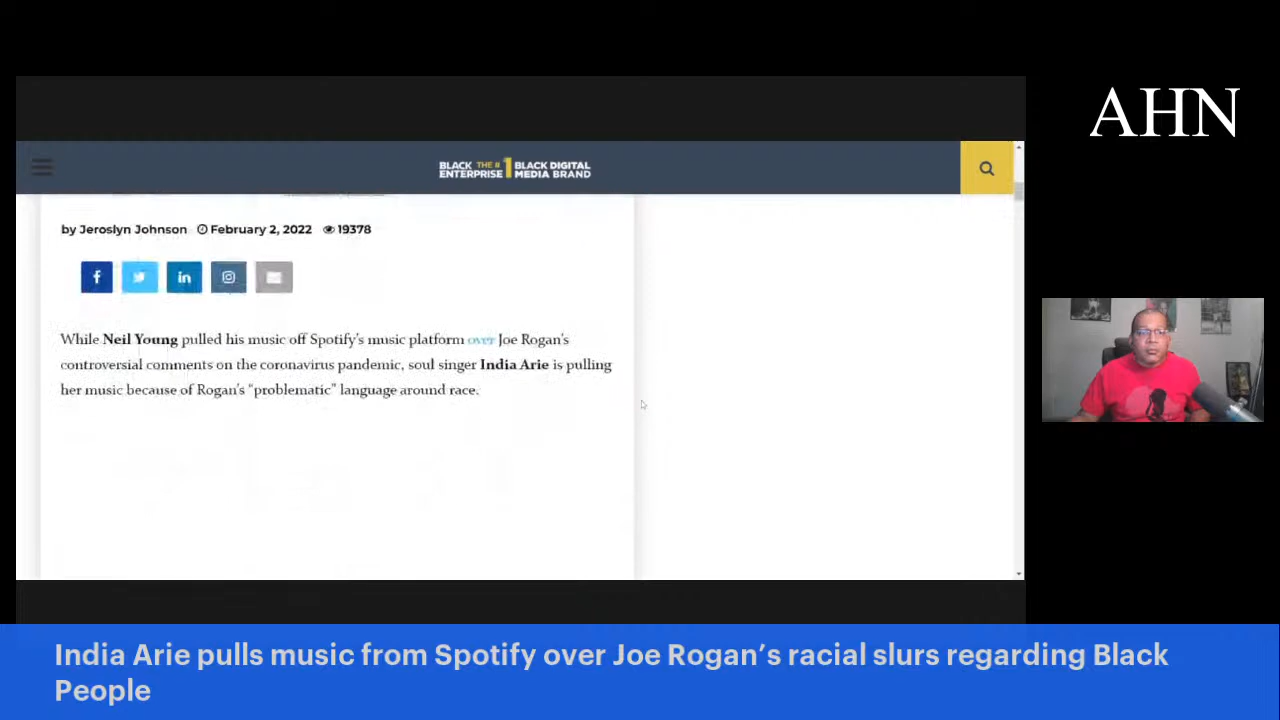 AHN
BLACK ENTERPRISE THE #1 BLACK DIGITAL MEDIA BRAND
by Jeroslyn Johnson February 2, 2022 19378
While Neil Young pulled his music off Spotify's music platform over Joe Rogan's
controversial comments on the coronavirus pandemic, soul singer India Arie is pulling
her music because of Rogan's “problematic” language around race.
India Arie pulls music from Spotify over Joe Rogan's racial slurs regarding Black
People